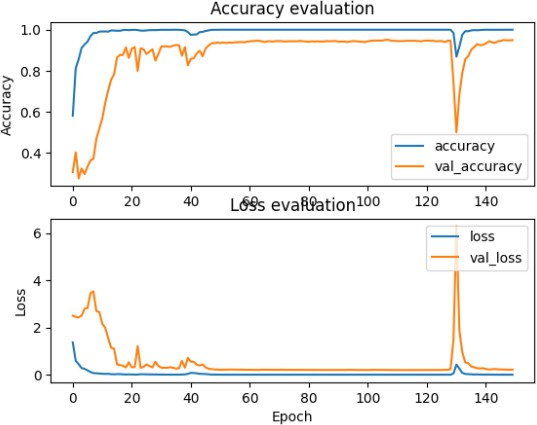 Accuracy evaluation
1.0
0.8
0.6
0.4
Accuracy
accuracy
val_accuracy
0 20 40 60 80 100 120 140
Loss evaluation
6
4
2
0
Loss
loss
val_loss
0 20 40 60 80 100 120 140
Epoch